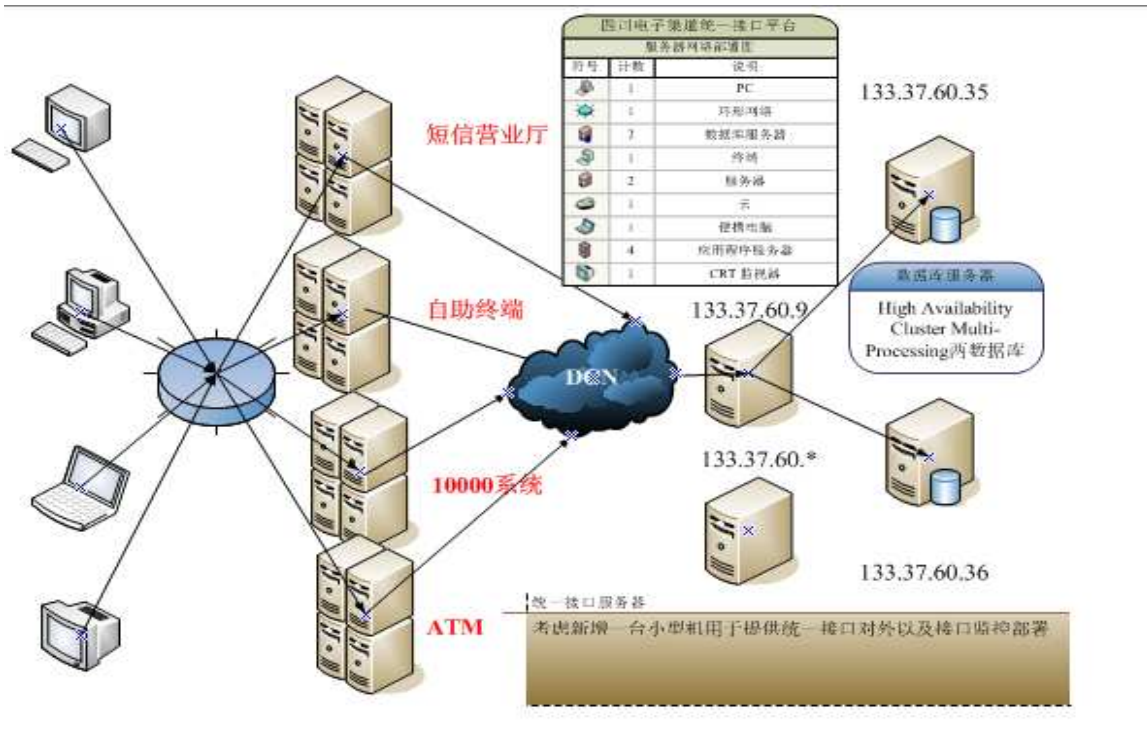 四川电子渠道统一接口平台
服务器网络部署图
符号 计数 说明
1 PC
1 环形网络
2 数据库服务器
1 终端
2 服务器
1 云
1 便携电脑
4 应用程序服务器
1 CRT 监视器
133.37.60.35
短信营业厅
数据库服务器
High Availability
Cluster Multi-
Processing两数据库
133.37.60.9
自助终端
DCN
133.37.60.*
10000系统
133.37.60.36
ATM
统一接口服务器
考虑新增一台小型机用于提供统一接口对外以及接口监控部署